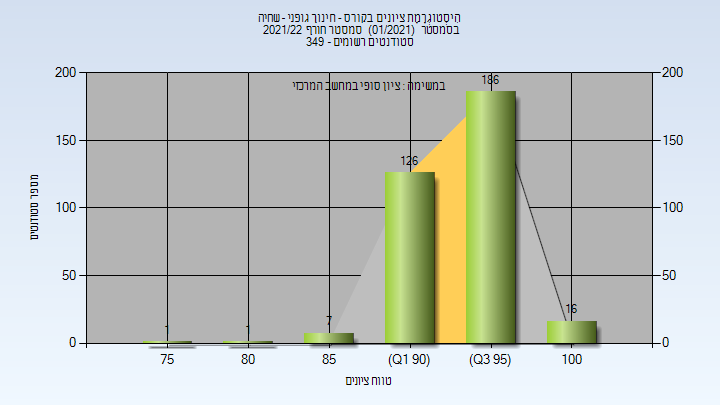 היסטוגרמת ציונים בקורס - חינוך גופני - שחיה
בסמסטר (01/2021) סמסטר חורף 2021/22
סטודנטים רשומים - 349
במשימה : ציון סופי במחשב המרכזי
מספר סטודנטים
200
150
100
50
0
200
150
100
50
0
1
1
7
126
186
16
75
80
85
(Q1 90)
(Q3 95)
100
טווח ציונים